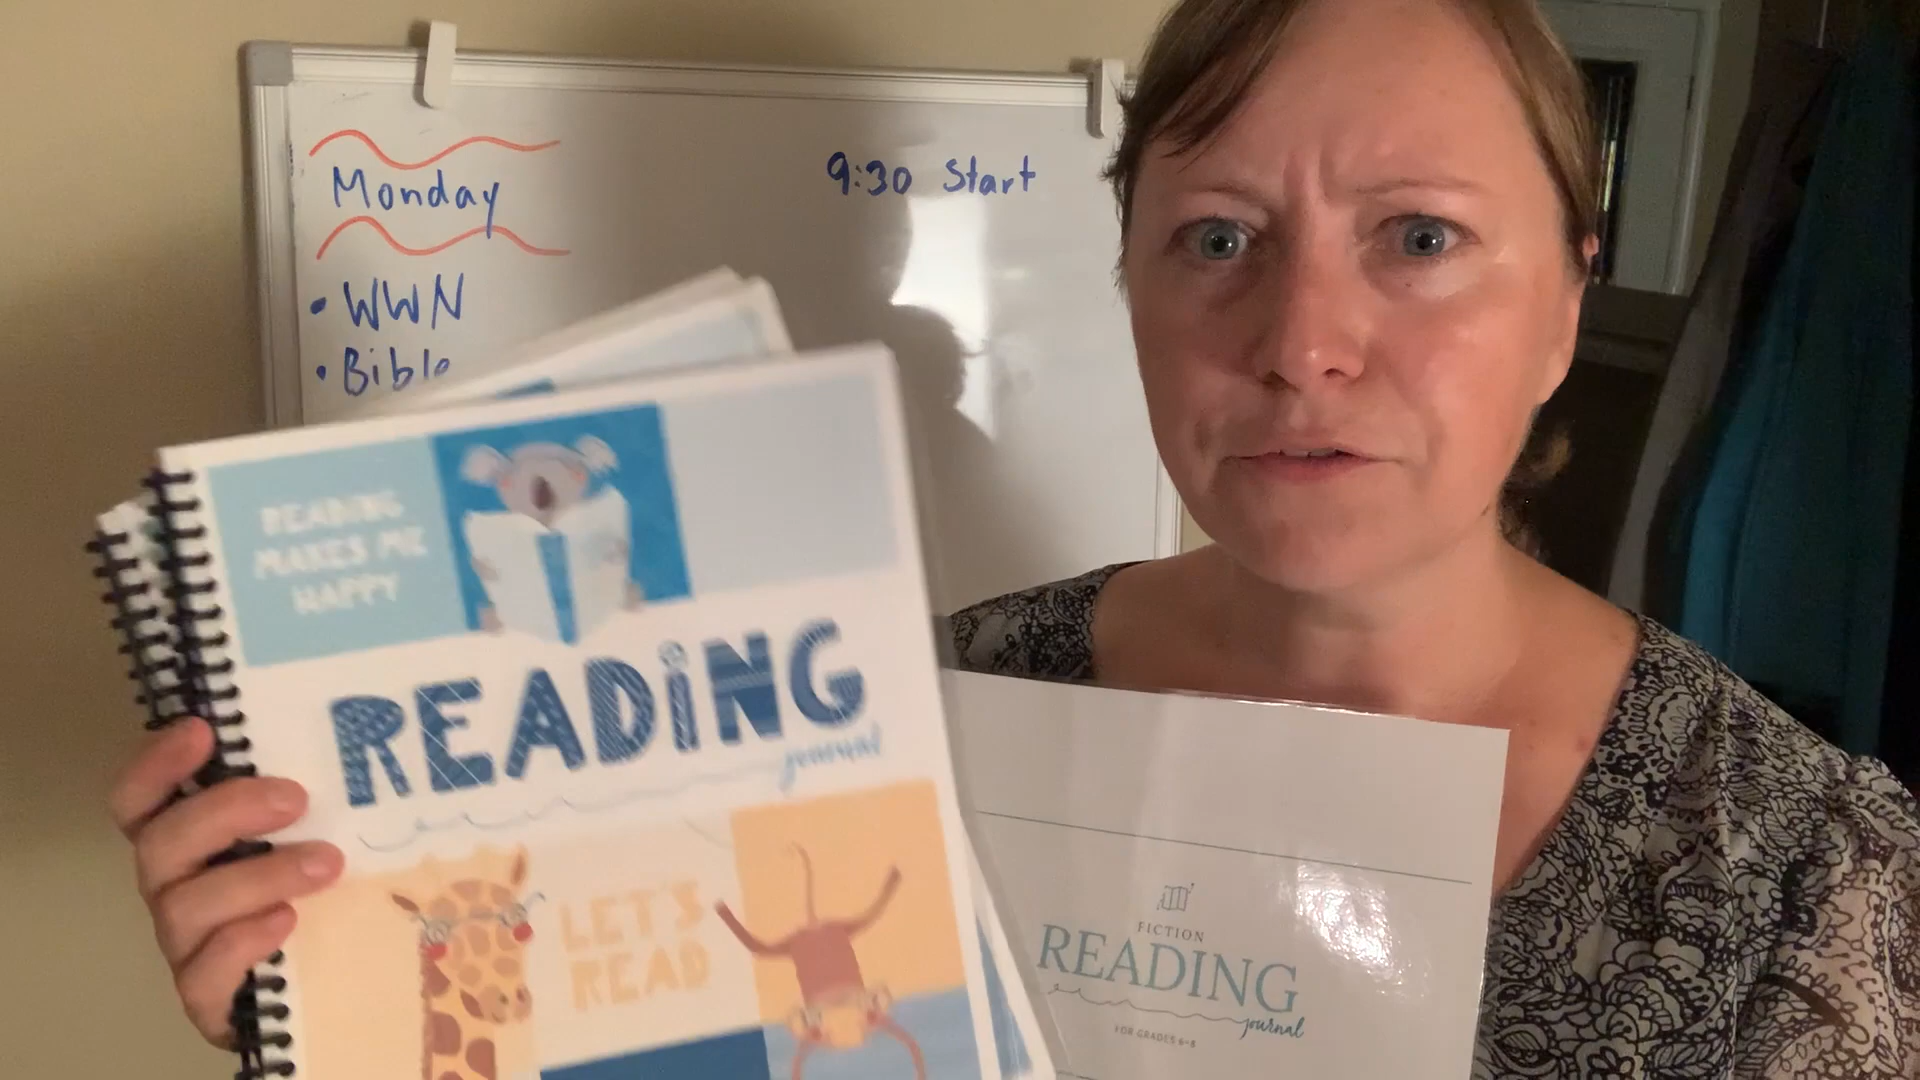 Monday
9:30 Start
• WWN
• Bible
READING
MAKES ME
HAPPY
READING
journal
LET'S
READ
FICTION
READING
journal
FOR GRADES 6-8